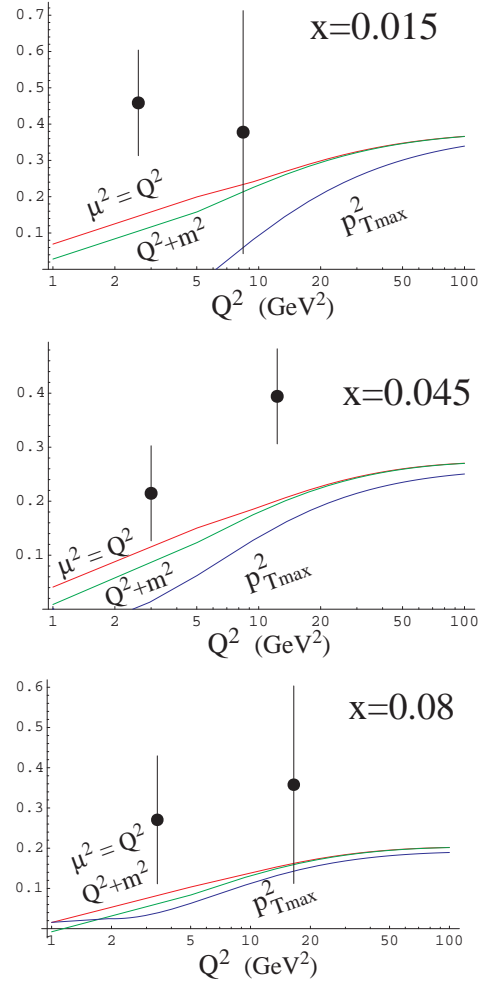 0.7
x=0.015
0.6
0.5
0.4
0.3
0.2
μ² = Q²
Q²+m²
p²Tmax
0.1
1 2 5 10 20 50 100
Q² (GeV²)
0.4
x=0.045
0.3
0.2
0.1
μ² = Q²
Q²+m²
p²Tmax
1 2 5 10 20 50 100
Q² (GeV²)
0.6
x=0.08
0.5
0.4
0.3
0.2
μ² = Q²
Q²+m²
p²Tmax
0.1
1 2 5 10 20 50 100
Q² (GeV²)